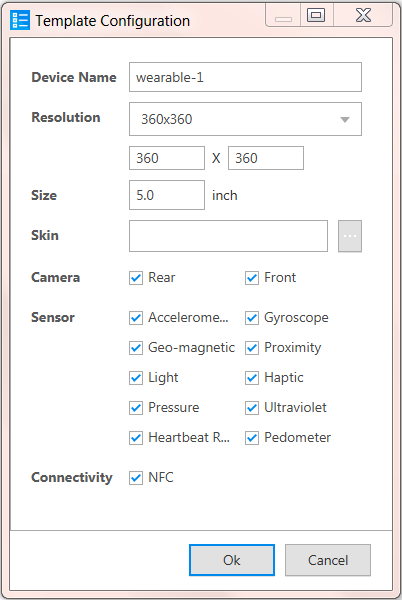 Template Configuration
Device Name wearable-1
Resolution 360x360
360 X 360
Size 5.0 inch
Skin ...
Camera Rear Front
Sensor Accelerome... Gyroscope
Geo-magnetic Proximity
Light Haptic
Pressure Ultraviolet
Heartbeat R... Pedometer
Connectivity NFC
Ok Cancel